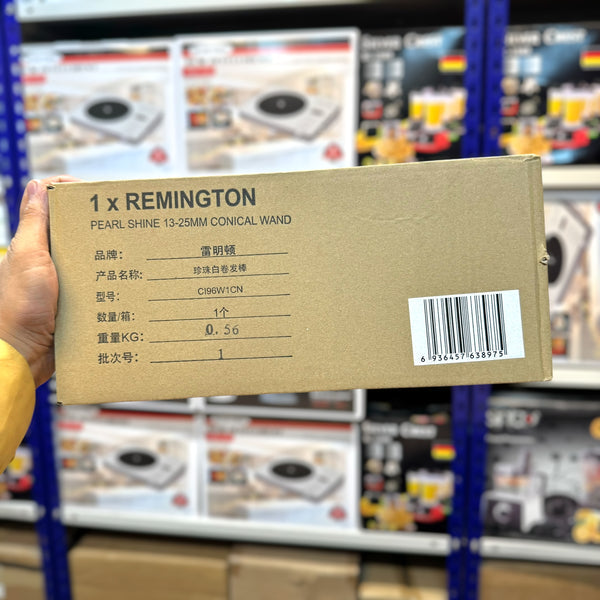 1 x REMINGTON
PEARL SHINE 13-25MM CONICAL WAND
品牌： 雷明顿
产品名称: 珍珠白卷发棒
型号： CI96W1CN
数量/箱： 1个
重量KG： 0.56
批次号： 1
6 936457 638975